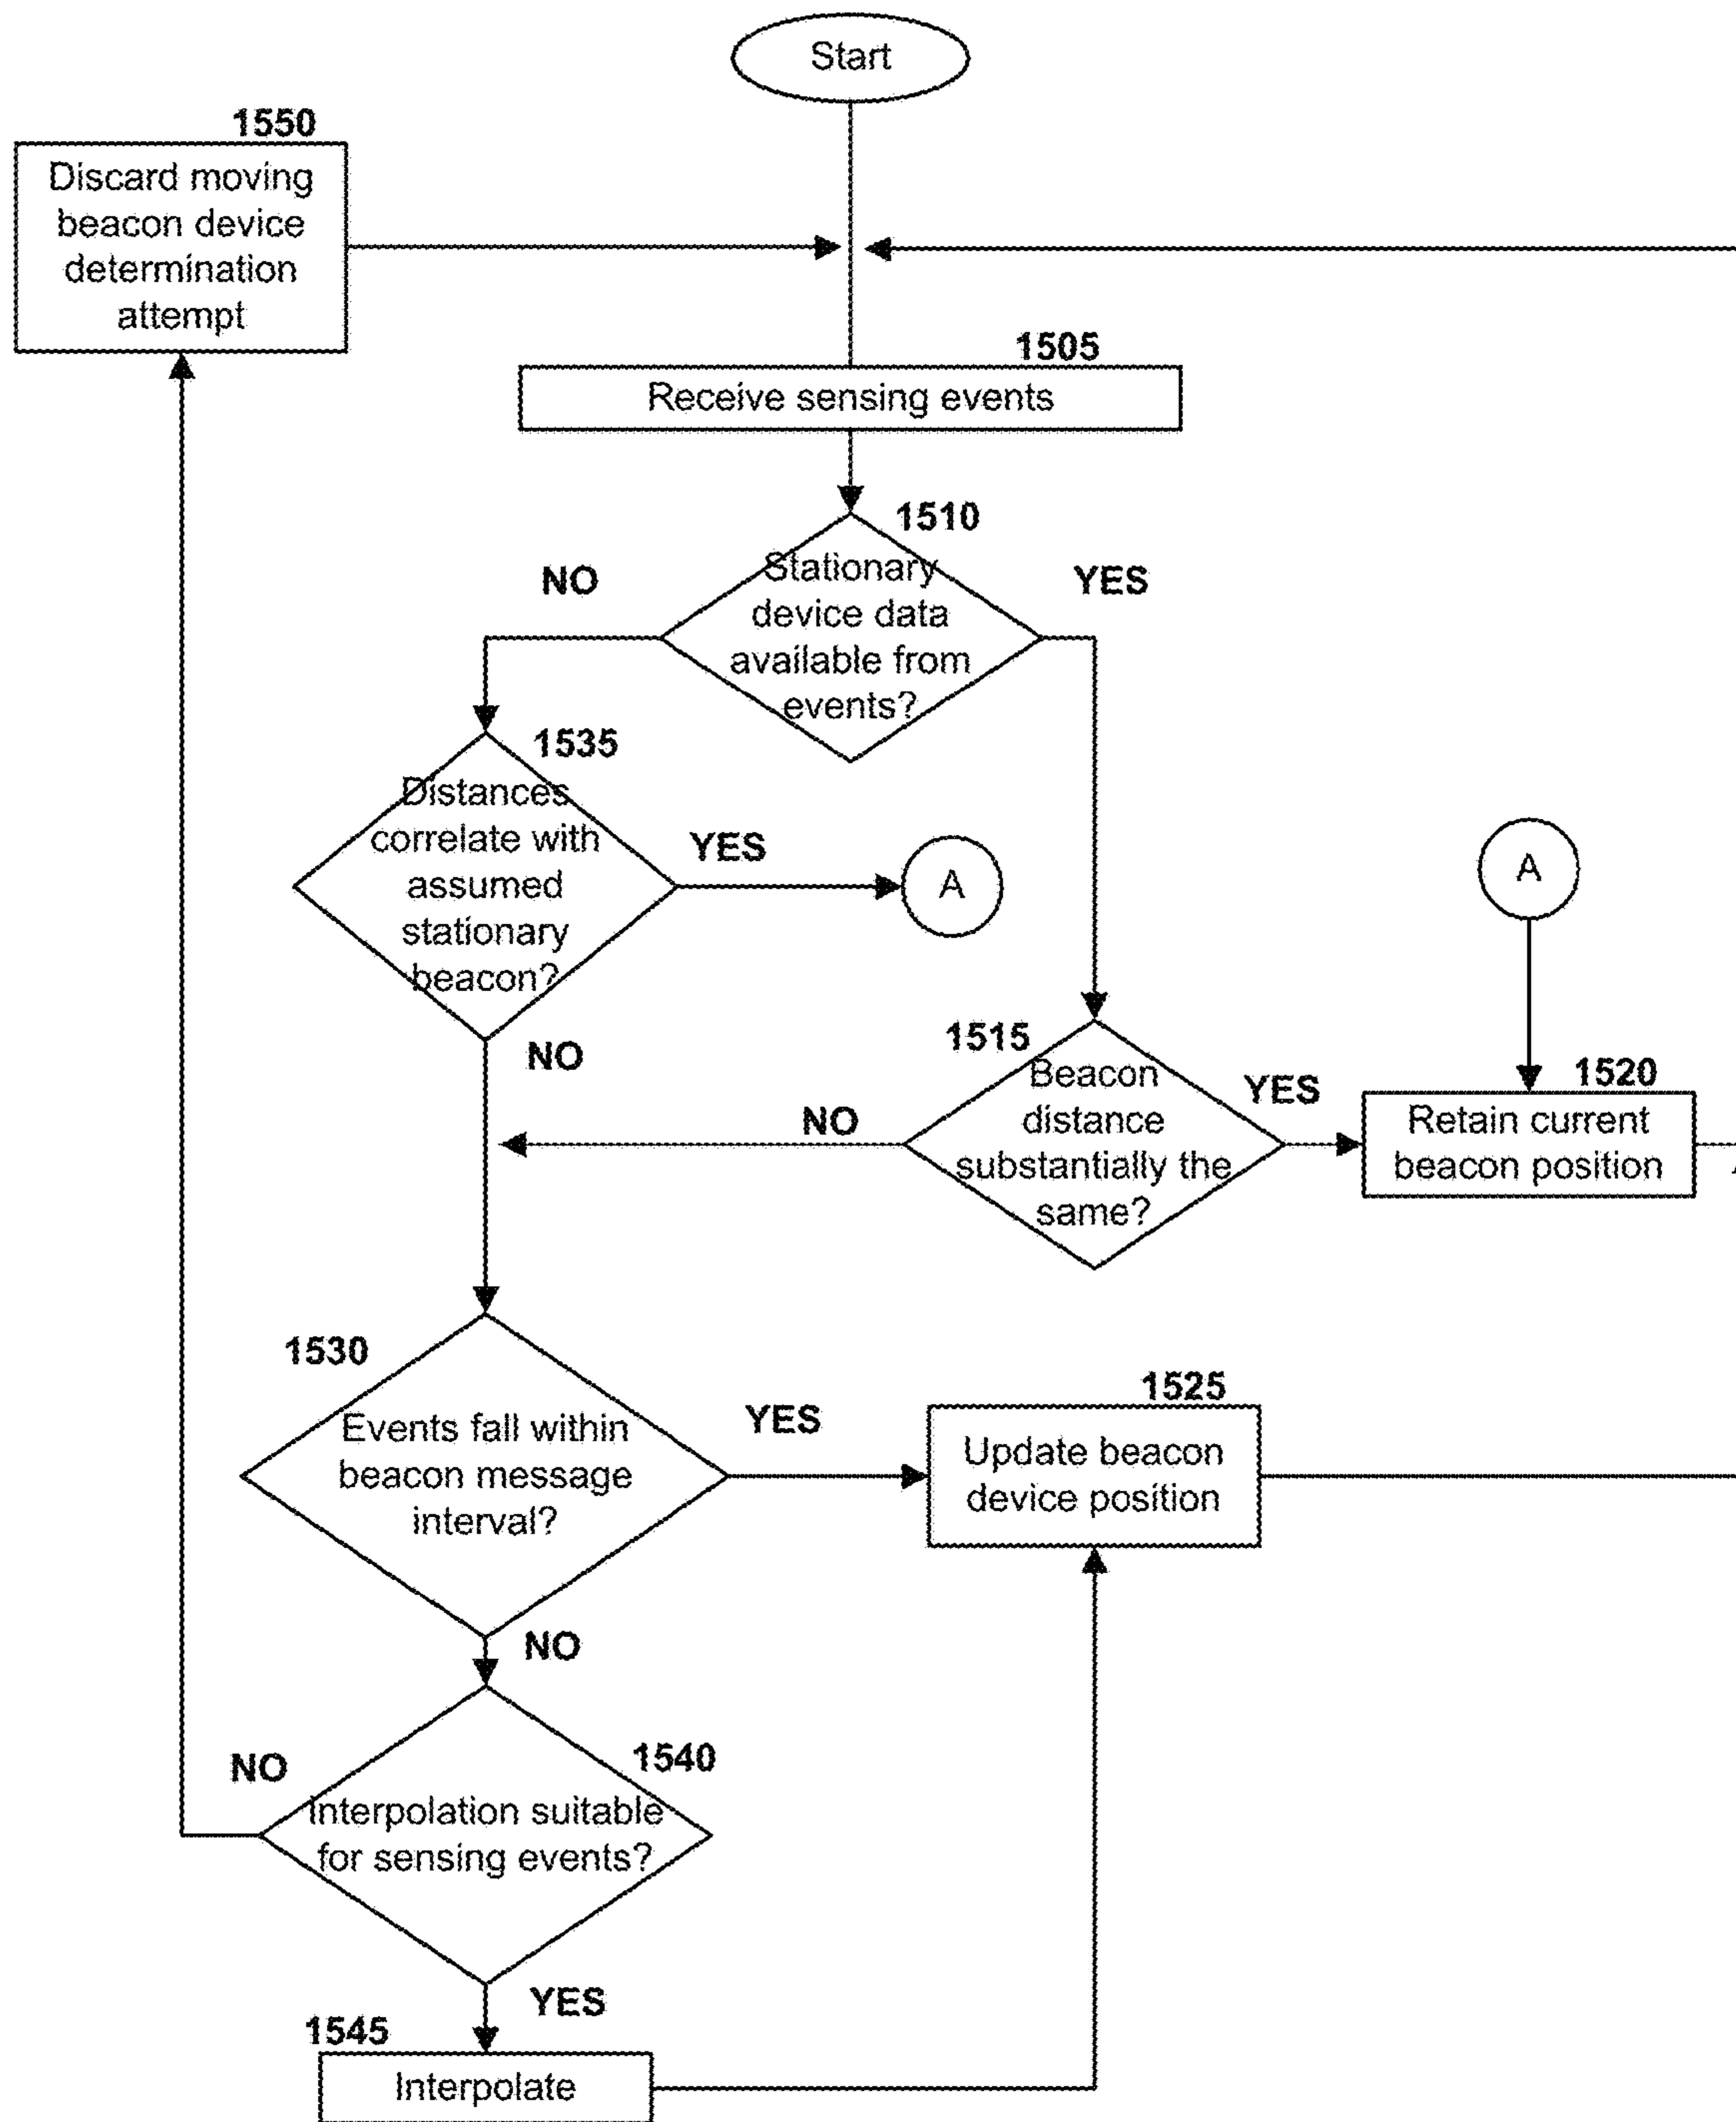 Start
1550
Discard moving
beacon device
determination
attempt
1505
Receive sensing events
1510
Stationary
device data
available from
events?
NO
YES
1535
Distances
correlate with
assumed
stationary
beacon?
YES
A
A
NO
1515
Beacon
distance
substantially the
same?
NO
YES
1520
Retain current
beacon position
1530
Events fall within
beacon message
interval?
YES
1525
Update beacon
device position
NO
1540
Interpolation suitable
for sensing events?
NO
YES
1545
Interpolate